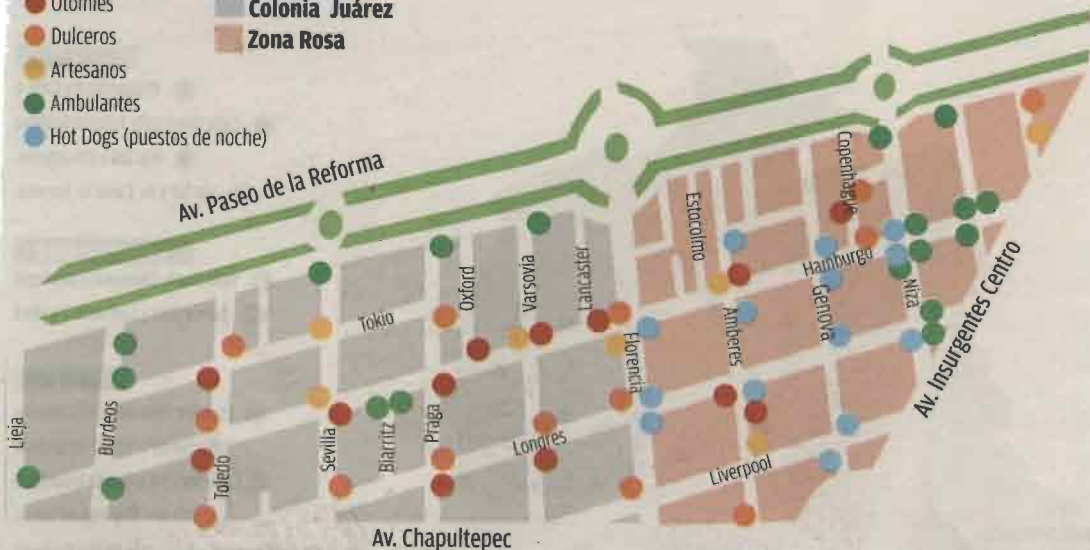 Otomíes
Dulceros
Artesanos
Ambulantes
Hot Dogs (puestos de noche)
Colonia Juárez
Zona Rosa
Av. Paseo de la Reforma
Copenhague
Estocolmo
Hamburgo
Oxford
Varsovia
Lancaster
Tokio
Génova
Niza
Amberes
Florencia
Av. Insurgentes Centro
Lieja
Burdeos
Toledo
Sevilla
Biarritz
Praga
Londres
Liverpool
Av. Chapultepec